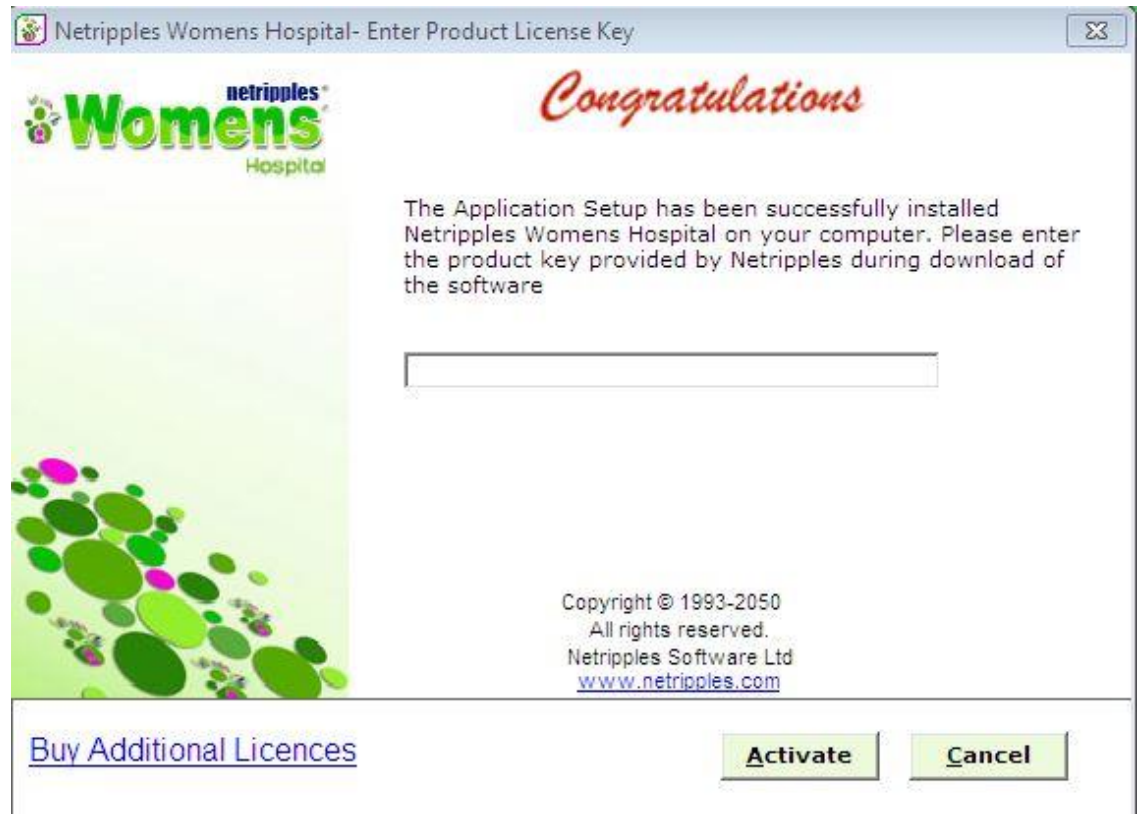 Netripples Womens Hospital- Enter Product License Key
netripples
Womens
Hospital
Congratulations
The Application Setup has been successfully installed
Netripples Womens Hospital on your computer. Please enter
the product key provided by Netripples during download of
the software
Copyright © 1993-2050
All rights reserved.
Netripples Software Ltd
www.netripples.com
Buy Additional Licences
Activate
Cancel